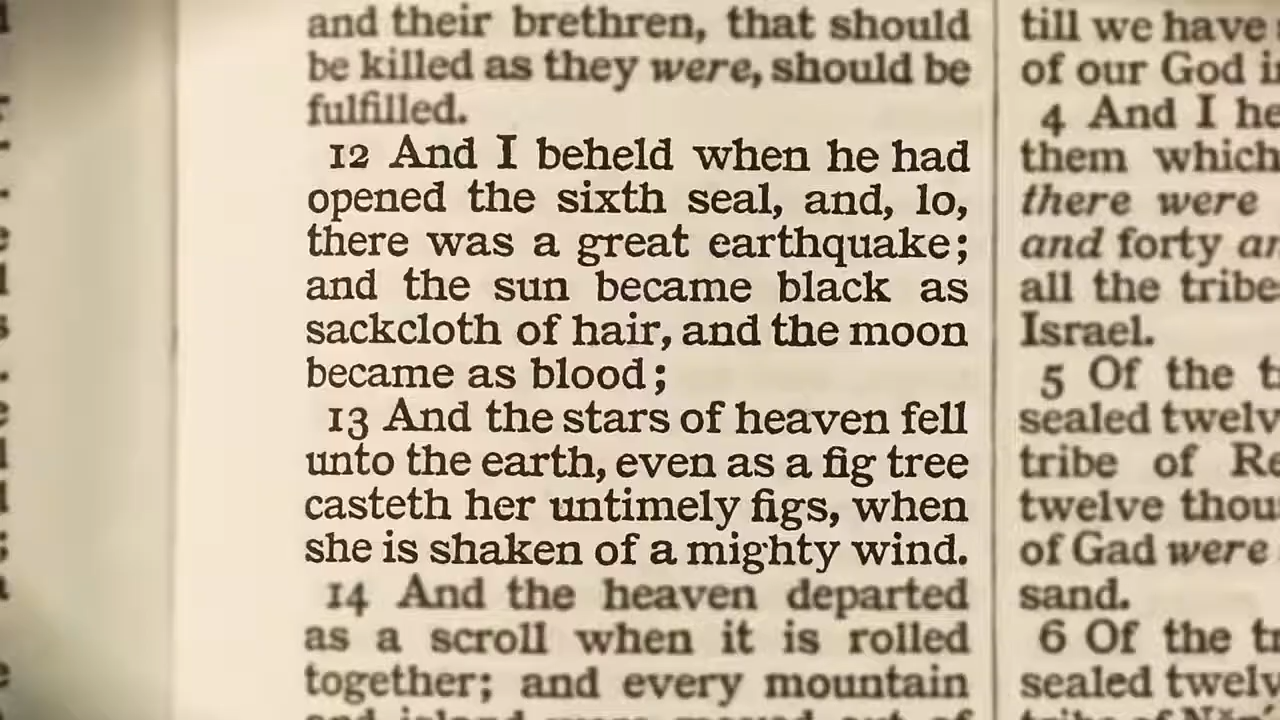 and their brethren, that should
be killed as they were, should be
fulfilled.
12 And I beheld when he had
opened the sixth seal, and, lo,
there was a great earthquake;
and the sun became black as
sackcloth of hair, and the moon
became as blood;
13 And the stars of heaven fell
unto the earth, even as a fig tree
casteth her untimely figs, when
she is shaken of a mighty wind.
14 And the heaven departed
as a scroll when it is rolled
together; and every mountain
till we have
of our God
4 And I
them which
there were
and forty
all the
Israel.
5 Of the
sealed
tribe of
twelve
of Gad were
sand.
6 Of the
sealed